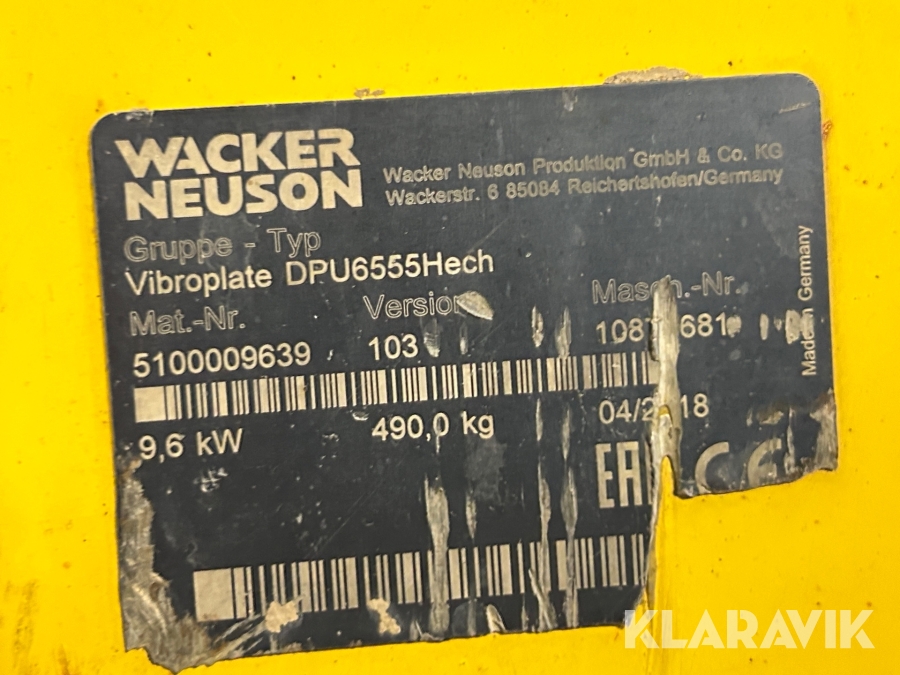 WACKER
NEUSON
Wacker Neuson Produktion GmbH & Co. KG
Wackerstr. 6 85084 Reichertshofen/Germany
Gruppe - Typ
Vibroplate DPU6555Hech
Mat.-Nr. Version
5100009639 103
9,6 kW 490,0 kg
CE
Made in Germany
KLARAVIK